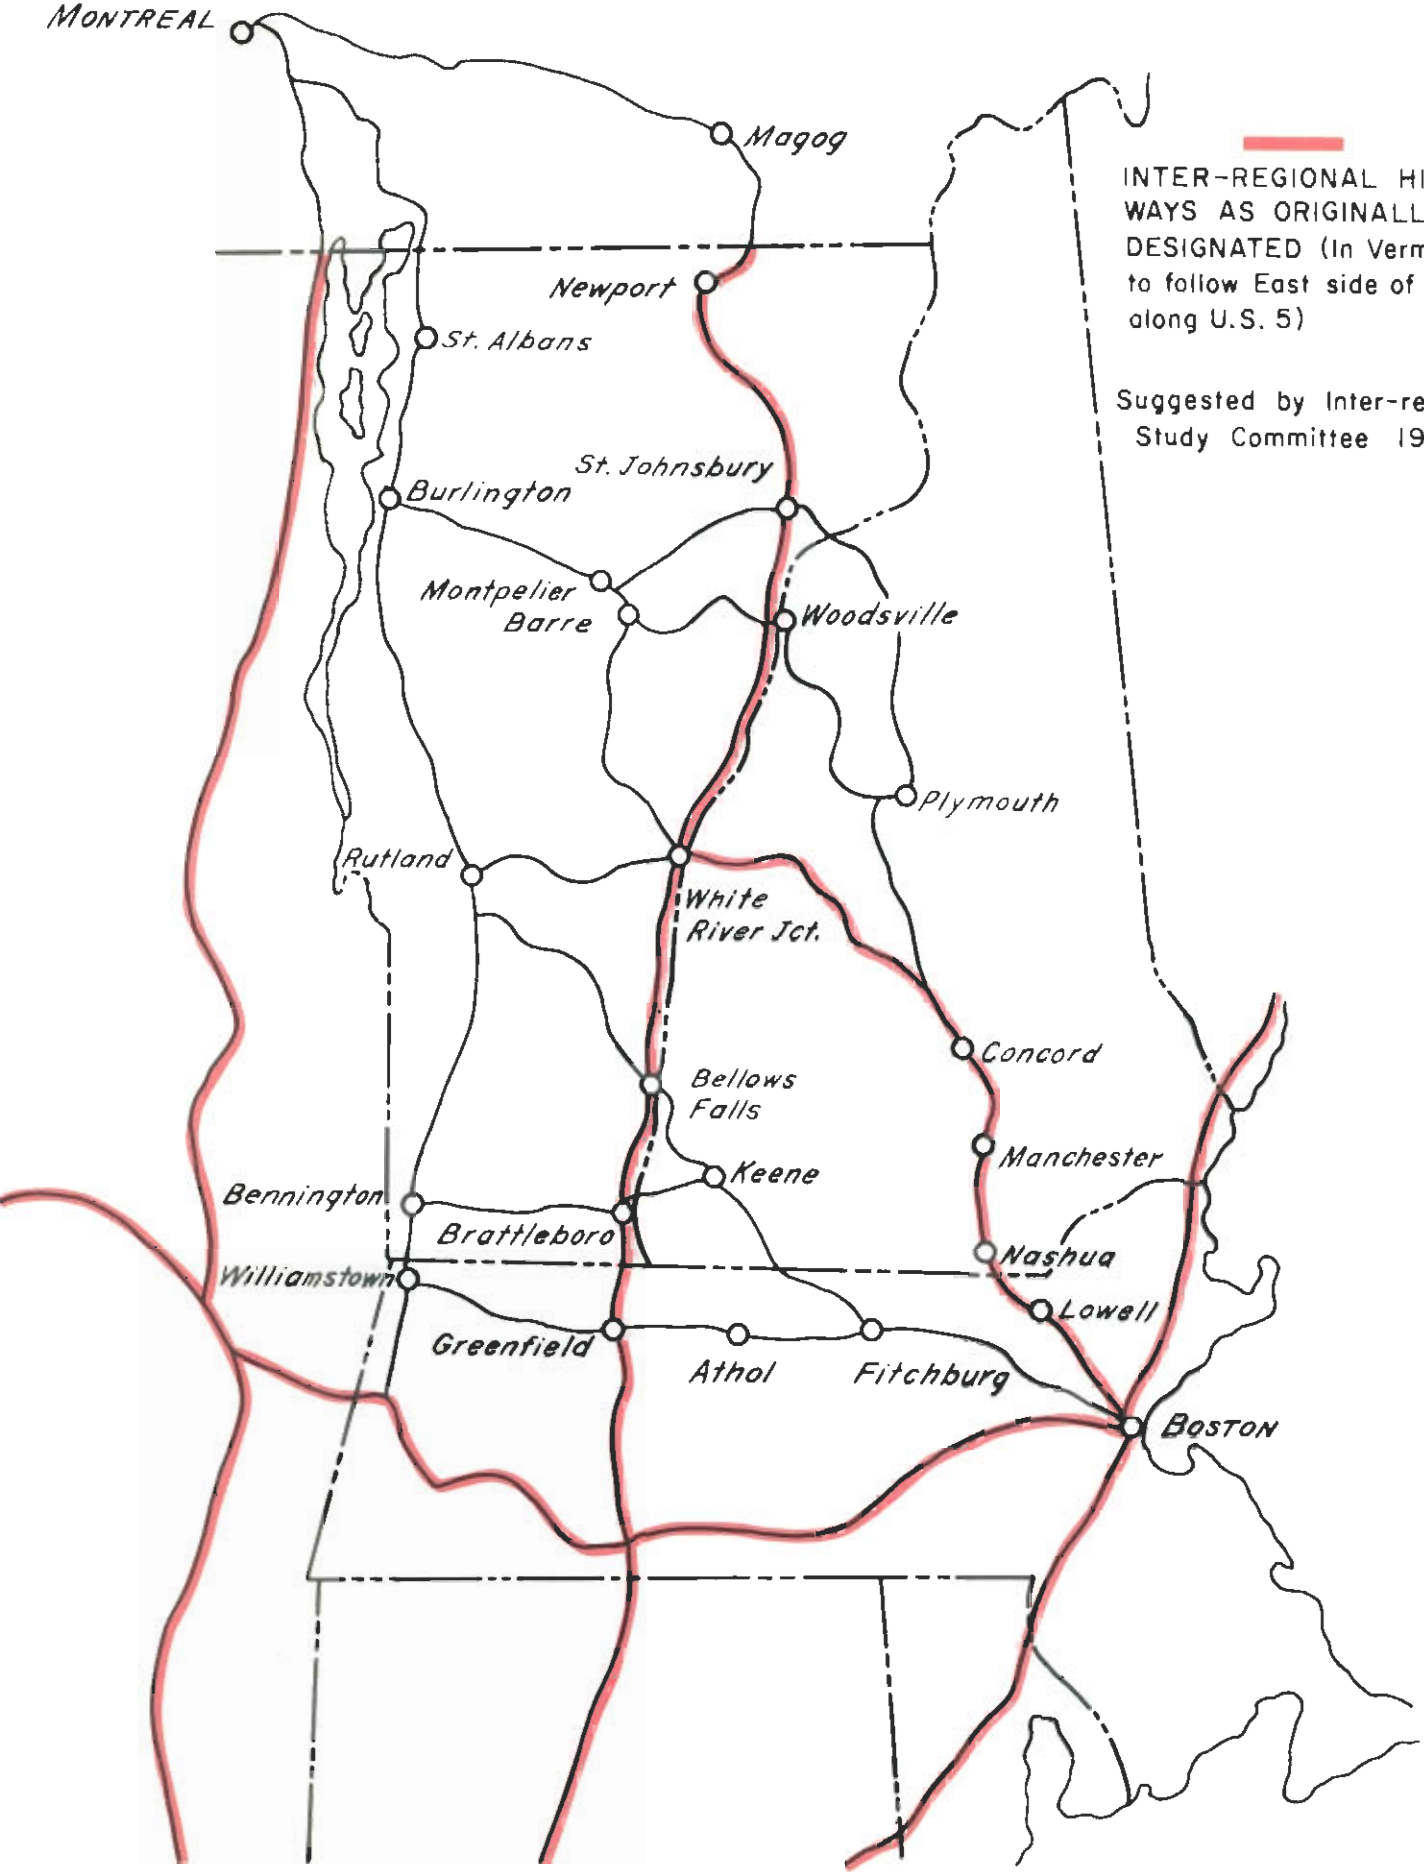 MONTREAL
Magog
INTER-REGIONAL HI
WAYS AS ORIGINALL
DESIGNATED (In Verm
to follow East side of
along U.S. 5)
Newport
St. Albans
Suggested by Inter-re
Study Committee 19
St. Johnsbury
Burlington
Montpelier
Barre
Woodsville
Plymouth
Rutland
White
River Jct.
Concord
Bellows
Falls
Manchester
Keene
Bennington
Brattleboro
Nashua
Williamstown
Lowell
Greenfield
Athol
Fitchburg
BOSTON